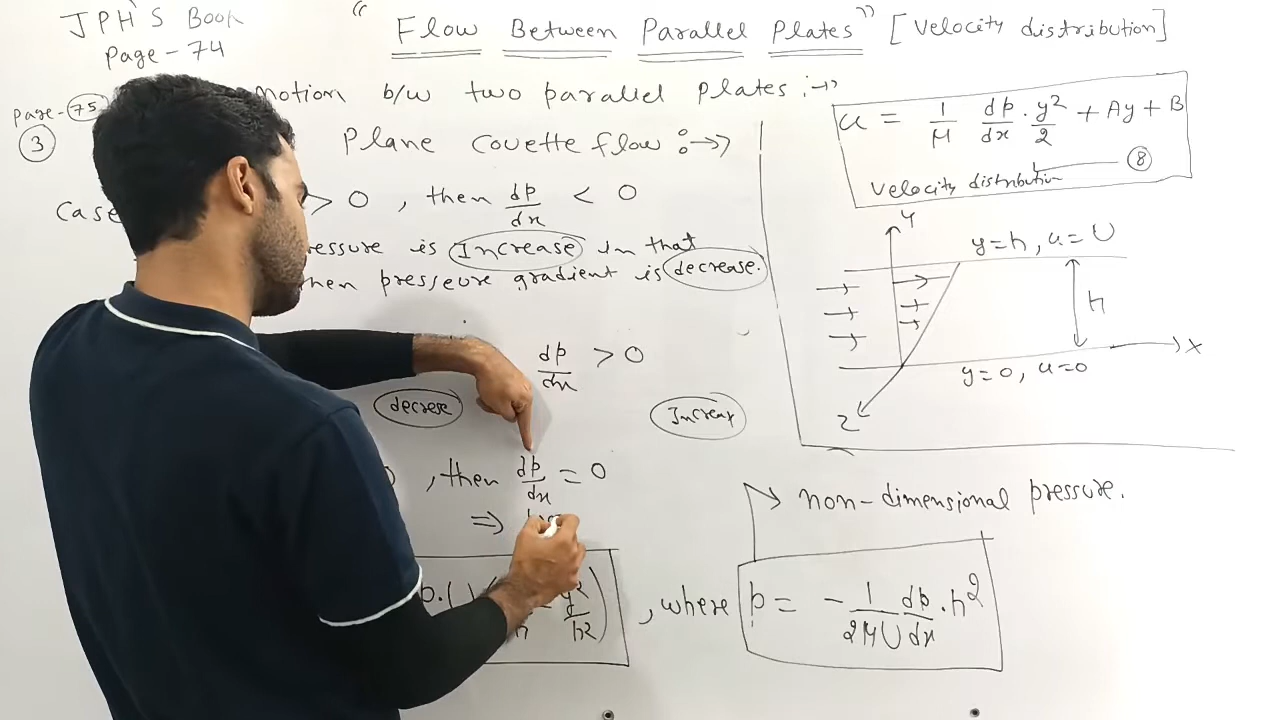 JPH'S Book
Page - 74
"Flow Between Parallel Plates" [Velocity distribution]
motion b/w two parallel plates :→
Page - 75
3
Plane Couette flow :→
Case
> 0 , then dp/dx < 0
ressure is Increase in that
hen presseure gradient is decrease.
dp/dx > 0
decrese
0 , then dp/dx = 0
⇒
, where p = - 1/2μU dp/dx . h²
u = 1/μ dp/dx . y²/2 + Ay + B
8
Velocity distribution
Y
y=h, u=U
h
X
y=0, u=0
Z
non-dimensional pressure.